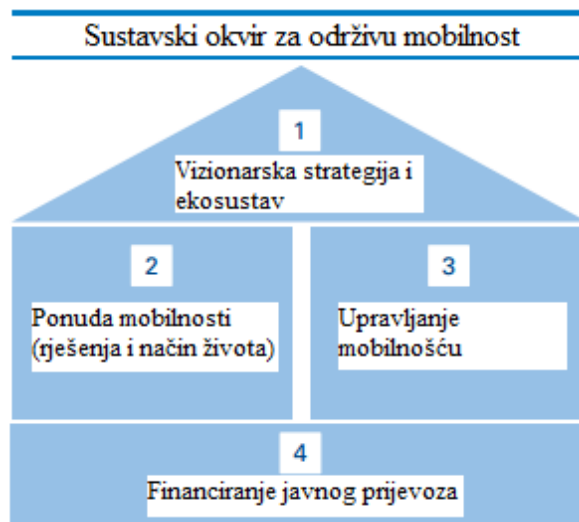 Sustavski okvir za održivu mobilnost
1
Vizionarska strategija i
ekosustav
2
Ponuda mobilnosti
(rješenja i način života)
3
Upravljanje
mobilnošću
4
Financiranje javnog prijevoza